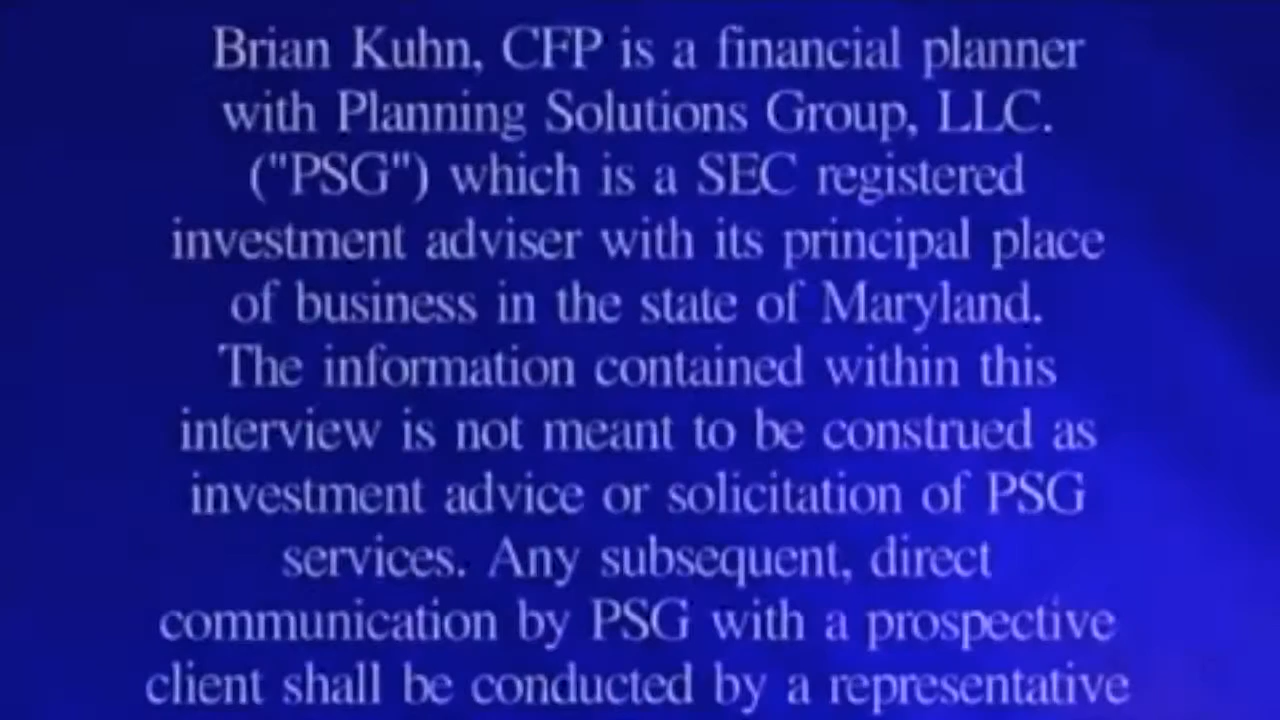 Brian Kuhn, CFP is a financial planner
with Planning Solutions Group, LLC.
("PSG") which is a SEC registered
investment adviser with its principal place
of business in the state of Maryland.
The information contained within this
interview is not meant to be construed as
investment advice or solicitation of PSG
services. Any subsequent, direct
communication by PSG with a prospective
client shall be conducted by a representative